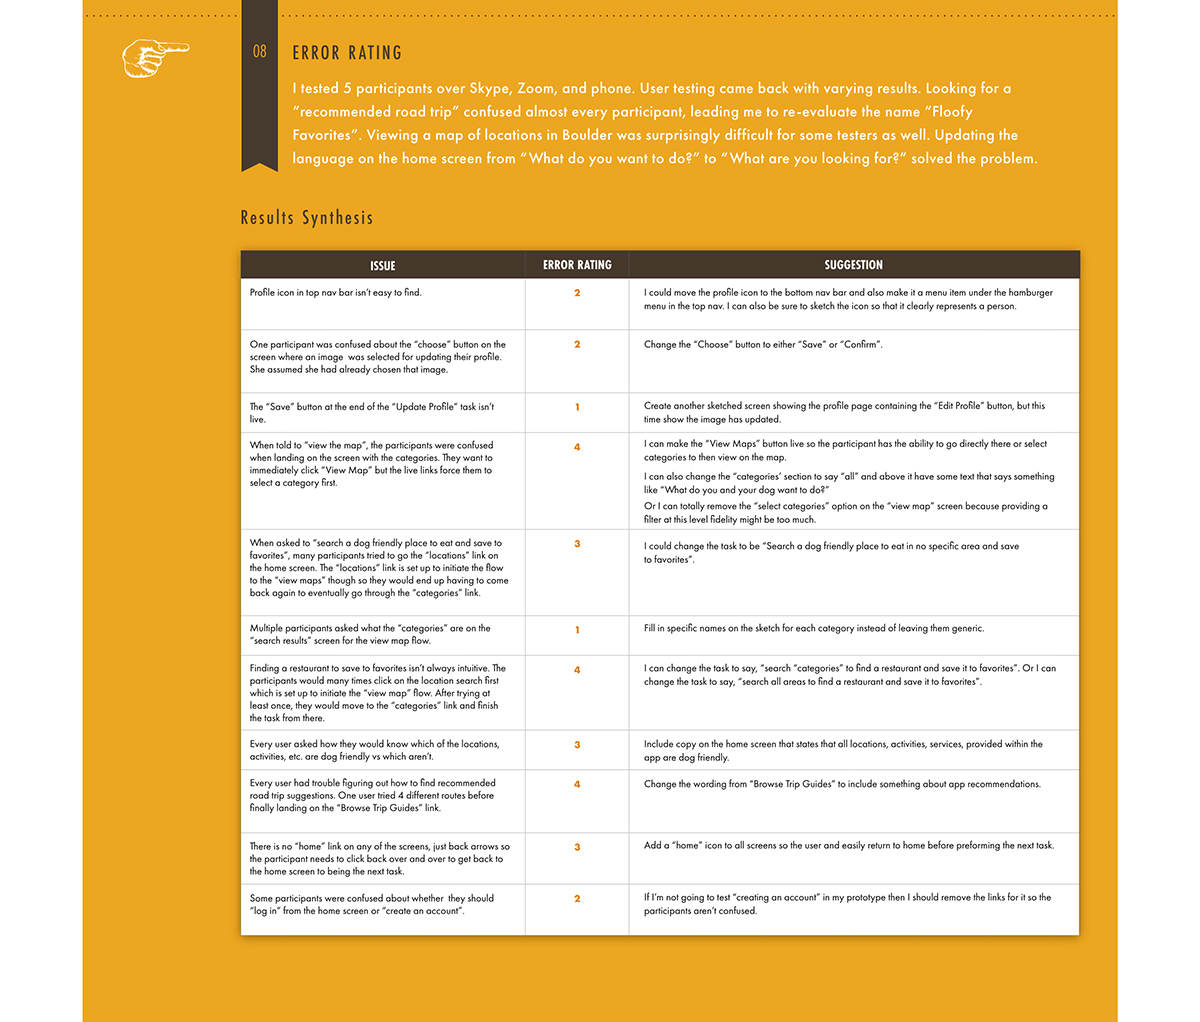 08
ERROR RATING
I tested 5 participants over Skype, Zoom, and phone. User testing came back with varying results. Looking for a
“recommended road trip” confused almost every participant, leading me to re-evaluate the name “Floofy
Favorites”. Viewing a map of locations in Boulder was surprisingly difficult for some testers as well. Updating the
language on the home screen from “What do you want to do?” to “What are you looking for?” solved the problem.
Results Synthesis
ISSUE
ERROR RATING
SUGGESTION
Profile icon in top nav bar isn’t easy to find.
2
I could move the profile icon to the bottom nav bar and also make it a menu item under the hamburger
menu in the top nav. I can also be sure to sketch the icon so that it clearly represents a person.
One participant was confused about the “choose” button on the
screen where an image was selected for updating their profile.
She assumed she had already chosen that image.
2
Change the “Choose” button to either “Save” or “Confirm”.
The “Save” button at the end of the “Update Profile” task isn’t
live.
1
Create another sketched screen showing the profile page containing the “Edit Profile” button, but this
time show the image has updated.
When told to “view the map”, the participants were confused
when landing on the screen with the categories. They want to
immediately click “View Map” but the live links force them to
select a category first.
4
I can make the “View Maps” button live so the participant has the ability to go directly there or select
categories to then view on the map.
I can also change the “categories’ section to say “all” and above it have some text that says something
like “What do you and your dog want to do?”
Or I can totally remove the “select categories” option on the “view map” screen because providing a
filter at this level fidelity might be too much.
When asked to “search a dog friendly place to eat and save to
favorites”, many participants tried to go the “locations” link on
the home screen. The “locations” link is set up to initiate the flow
to the “view maps” though so they would end up having to come
back again to eventually go through the “categories” link.
3
I could change the task to be “Search a dog friendly place to eat in no specific area and save
to favorites”.
Multiple participants asked what the “categories” are on the
“search results” screen for the view map flow.
1
Fill in specific names on the sketch for each category instead of leaving them generic.
Finding a restaurant to save to favorites isn’t always intuitive. The
participants would many times click on the location search first
which is set up to initiate the “view map” flow. After trying at
least once, they would move to the “categories” link and finish
the task from there.
4
I can change the task to say, “search “categories” to find a restaurant and save it to favorites”. Or I can
change the task to say, “search all areas to find a restaurant and save it to favorites”.
Every user asked how they would know which of the locations,
activities, etc. are dog friendly vs which aren’t.
3
Include copy on the home screen that states that all locations, activities, services, provided within the
app are dog friendly.
Every user had trouble figuring out how to find recommended
road trip suggestions. One user tried 4 different routes before
finally landing on the “Browse Trip Guides” link.
4
Change the wording from “Browse Trip Guides” to include something about app recommendations.
There is no “home” link on any of the screens, just back arrows so
the participant needs to click back over and over to get back to
the home screen to being the next task.
3
Add a “home” icon to all screens so the user and easily return to home before preforming the next task.
Some participants were confused about whether they should
“log in” from the home screen or “create an account”.
2
If I’m not going to test “creating an account” in my prototype then I should remove the links for it so the
participants aren’t confused.